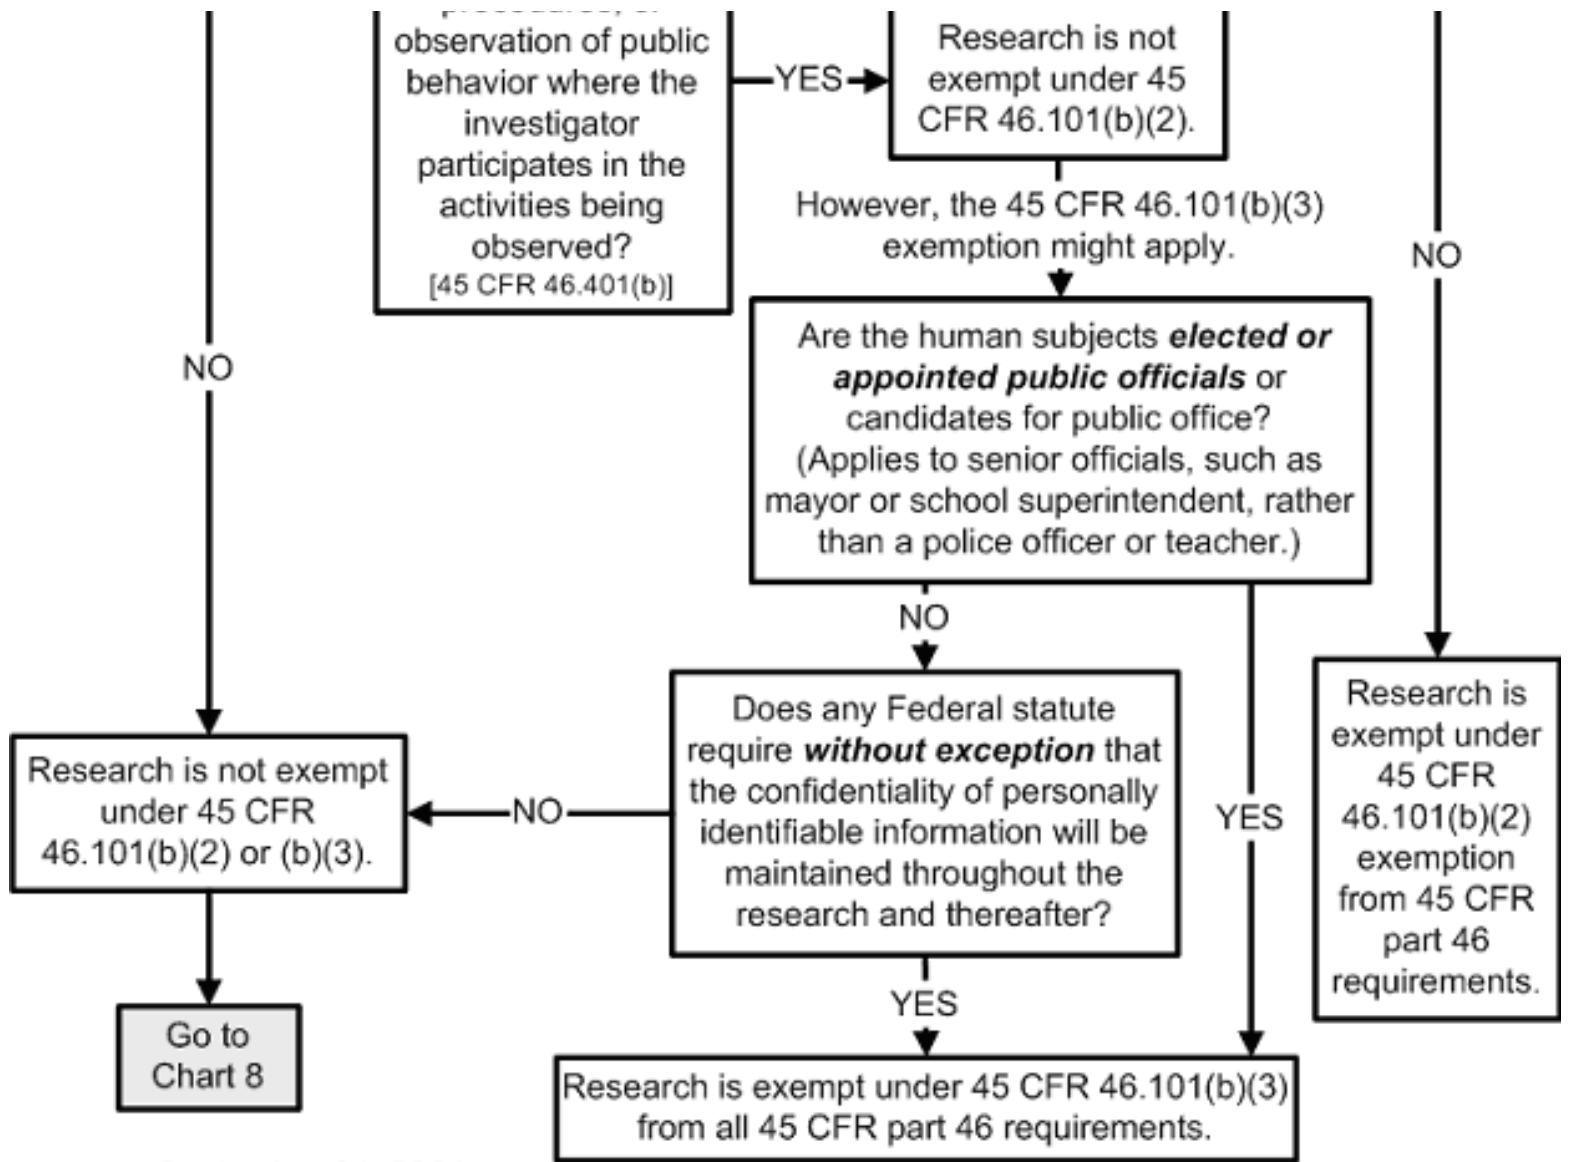 observation of public
behavior where the
investigator
participates in the
activities being
observed?
[45 CFR 46.401(b)]
YES
Research is not
exempt under 45
CFR 46.101(b)(2).
However, the 45 CFR 46.101(b)(3)
exemption might apply.
NO
NO
Are the human subjects elected or
appointed public officials or
candidates for public office?
(Applies to senior officials, such as
mayor or school superintendent, rather
than a police officer or teacher.)
NO
YES
Does any Federal statute
require without exception that
the confidentiality of personally
identifiable information will be
maintained throughout the
research and thereafter?
NO
Research is not exempt
under 45 CFR
46.101(b)(2) or (b)(3).
Research is
exempt under
45 CFR
46.101(b)(2)
exemption
from 45 CFR
part 46
requirements.
YES
Go to
Chart 8
Research is exempt under 45 CFR 46.101(b)(3)
from all 45 CFR part 46 requirements.